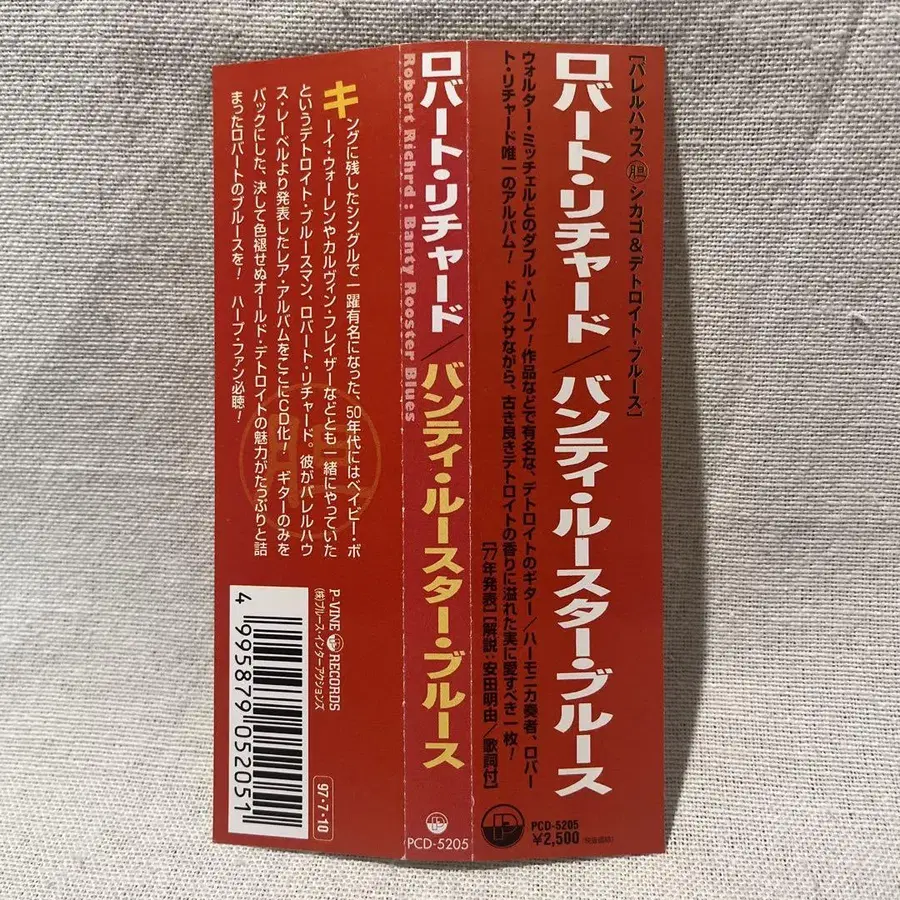 [バレルハウス㊥シカゴ&デトロイト・ブルース]
ロバート・リチャード/バンティ・ルースター・ブルース
ウォルター・ミッチェルとのダブル・ハープ!作品などで有名な、デトロイトのギター/ハーモニカ奏者、ロバー
ト・リチャード唯一のアルバム! ドサクサながら、古き良きデトロイトの香りに溢れた実に愛すべき一枚!
[77年発表][解説:安田明由/歌詞付]
PCD-5205
¥2,500
ロバート・リチャード/バンティ・ルースター・ブルース
Robert Richrd : Banty Rooster Blues
PCD-5205
キングに残したシングルで一躍有名になった、50年代にはベイビー・ボ
ーイ・ウォーレンやカルヴィン・フレイザーなどとも一緒にやっていた
というデトロイト・ブルースマン、ロバート・リチャード。彼がバレルハウ
ス・レーベルより発表したレア・アルバムをここにCD化! ギターのみを
バックにした、決して色褪せぬオールド・デトロイトの魅力がたっぷりと詰
まったロバートのブルースを! ハープ・ファン必聴!
胆
P-VINE RECORDS
(株)ブルース・インターアクションズ
4 995879 052051
97・7・10